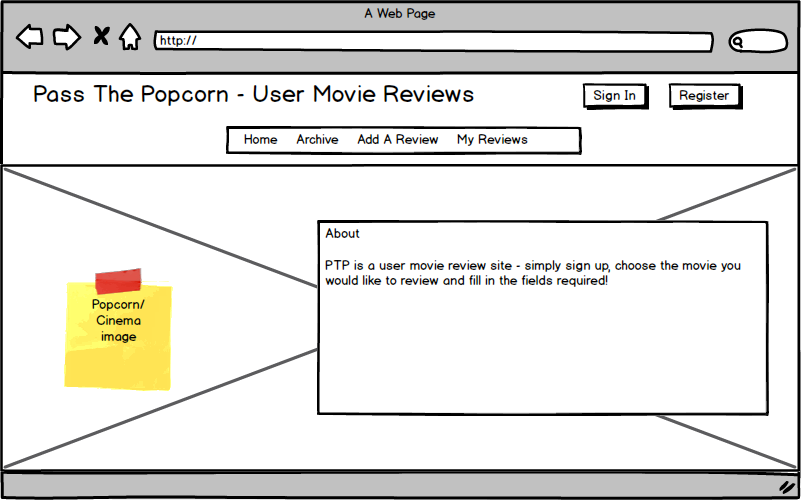 A Web Page
http://
Pass The Popcorn - User Movie Reviews
Sign In
Register
Home Archive Add A Review My Reviews
About
PTP is a user movie review site - simply sign up, choose the movie you
would like to review and fill in the fields required!
Popcorn/
Cinema
image